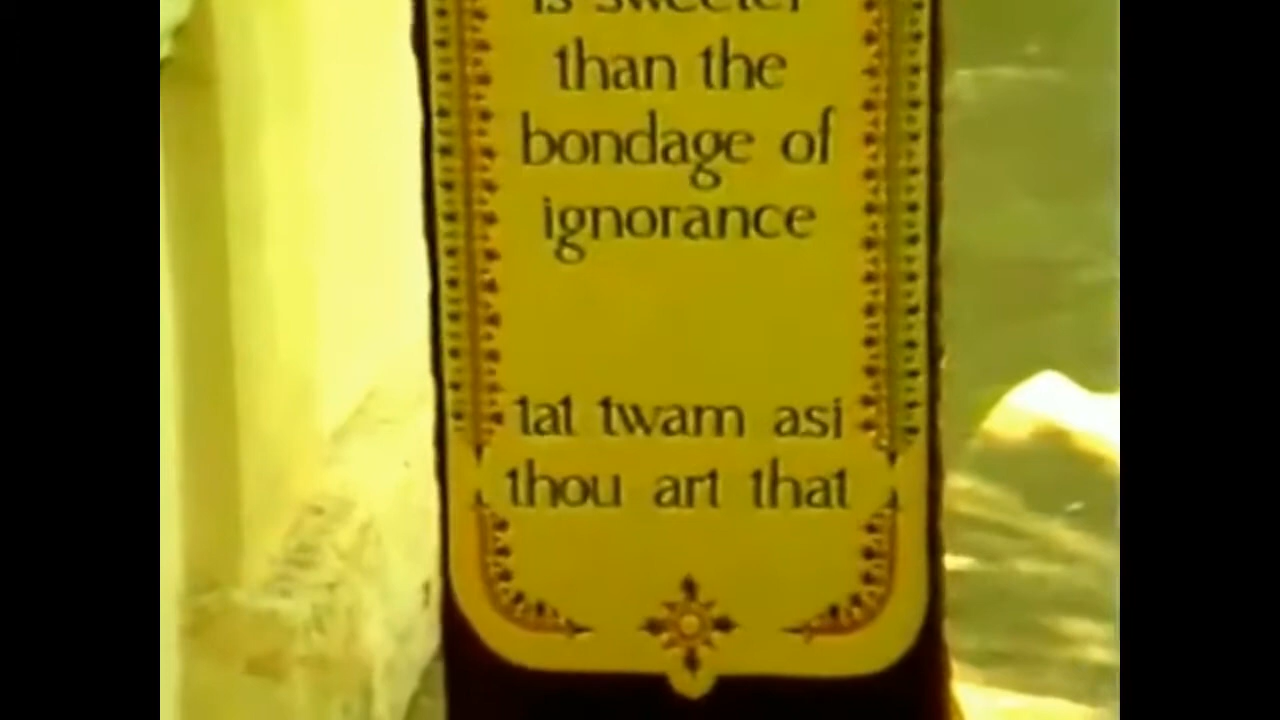 is sweeter
than the
bondage of
ignorance
tat twam asi
thou art that